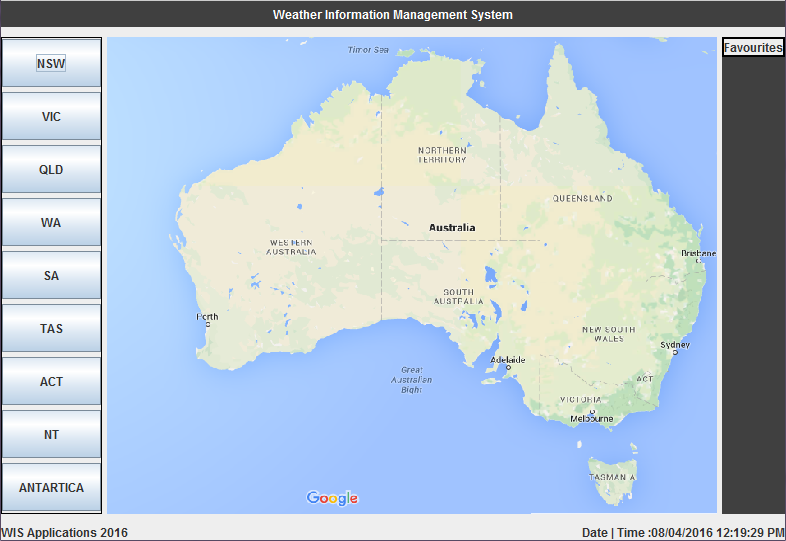 Weather Information Management System
NSW
VIC
QLD
WA
SA
TAS
ACT
NT
ANTARTICA
Timor Sea
NORTHERN
TERRITORY
QUEENSLAND
Australia
WESTERN
AUSTRALIA
Brisbane
SOUTH
AUSTRALIA
Perth
NEW SOUTH
WALES
Sydney
Adelaide
Great
Australian
Bight
ACT
VICTORIA
Melbourne
TASMANIA
Google
Favourites
WIS Applications 2016
Date | Time :08/04/2016 12:19:29 PM